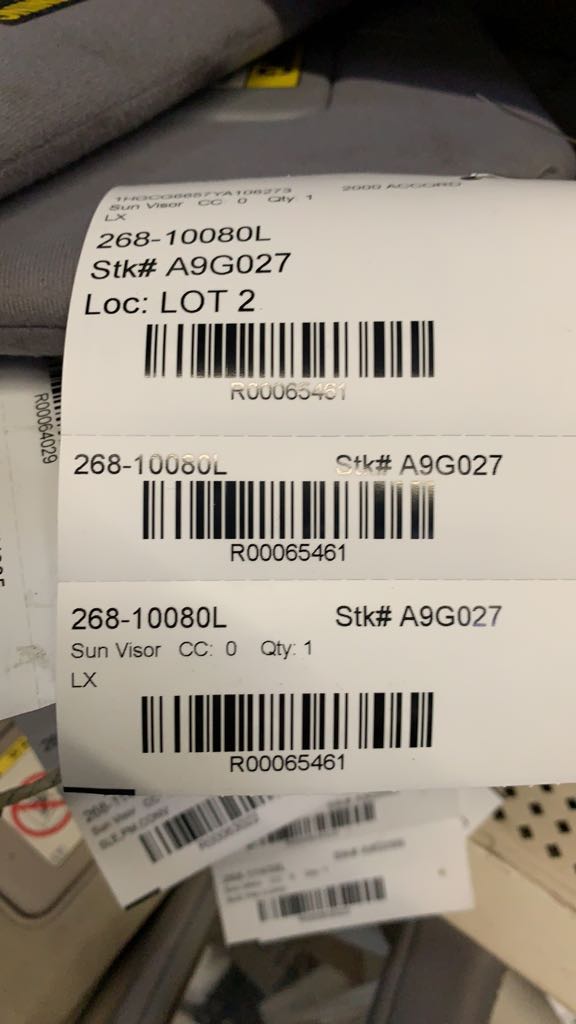 2000 ACCORD
Sun Visor CC: 0 Qty: 1
LX
268-10080L
Stk# A9G027
Loc: LOT 2
R00065461
268-10080L Stk# A9G027
R00065461
268-10080L Stk# A9G027
Sun Visor CC: 0 Qty: 1
LX
R00065461
R00064029